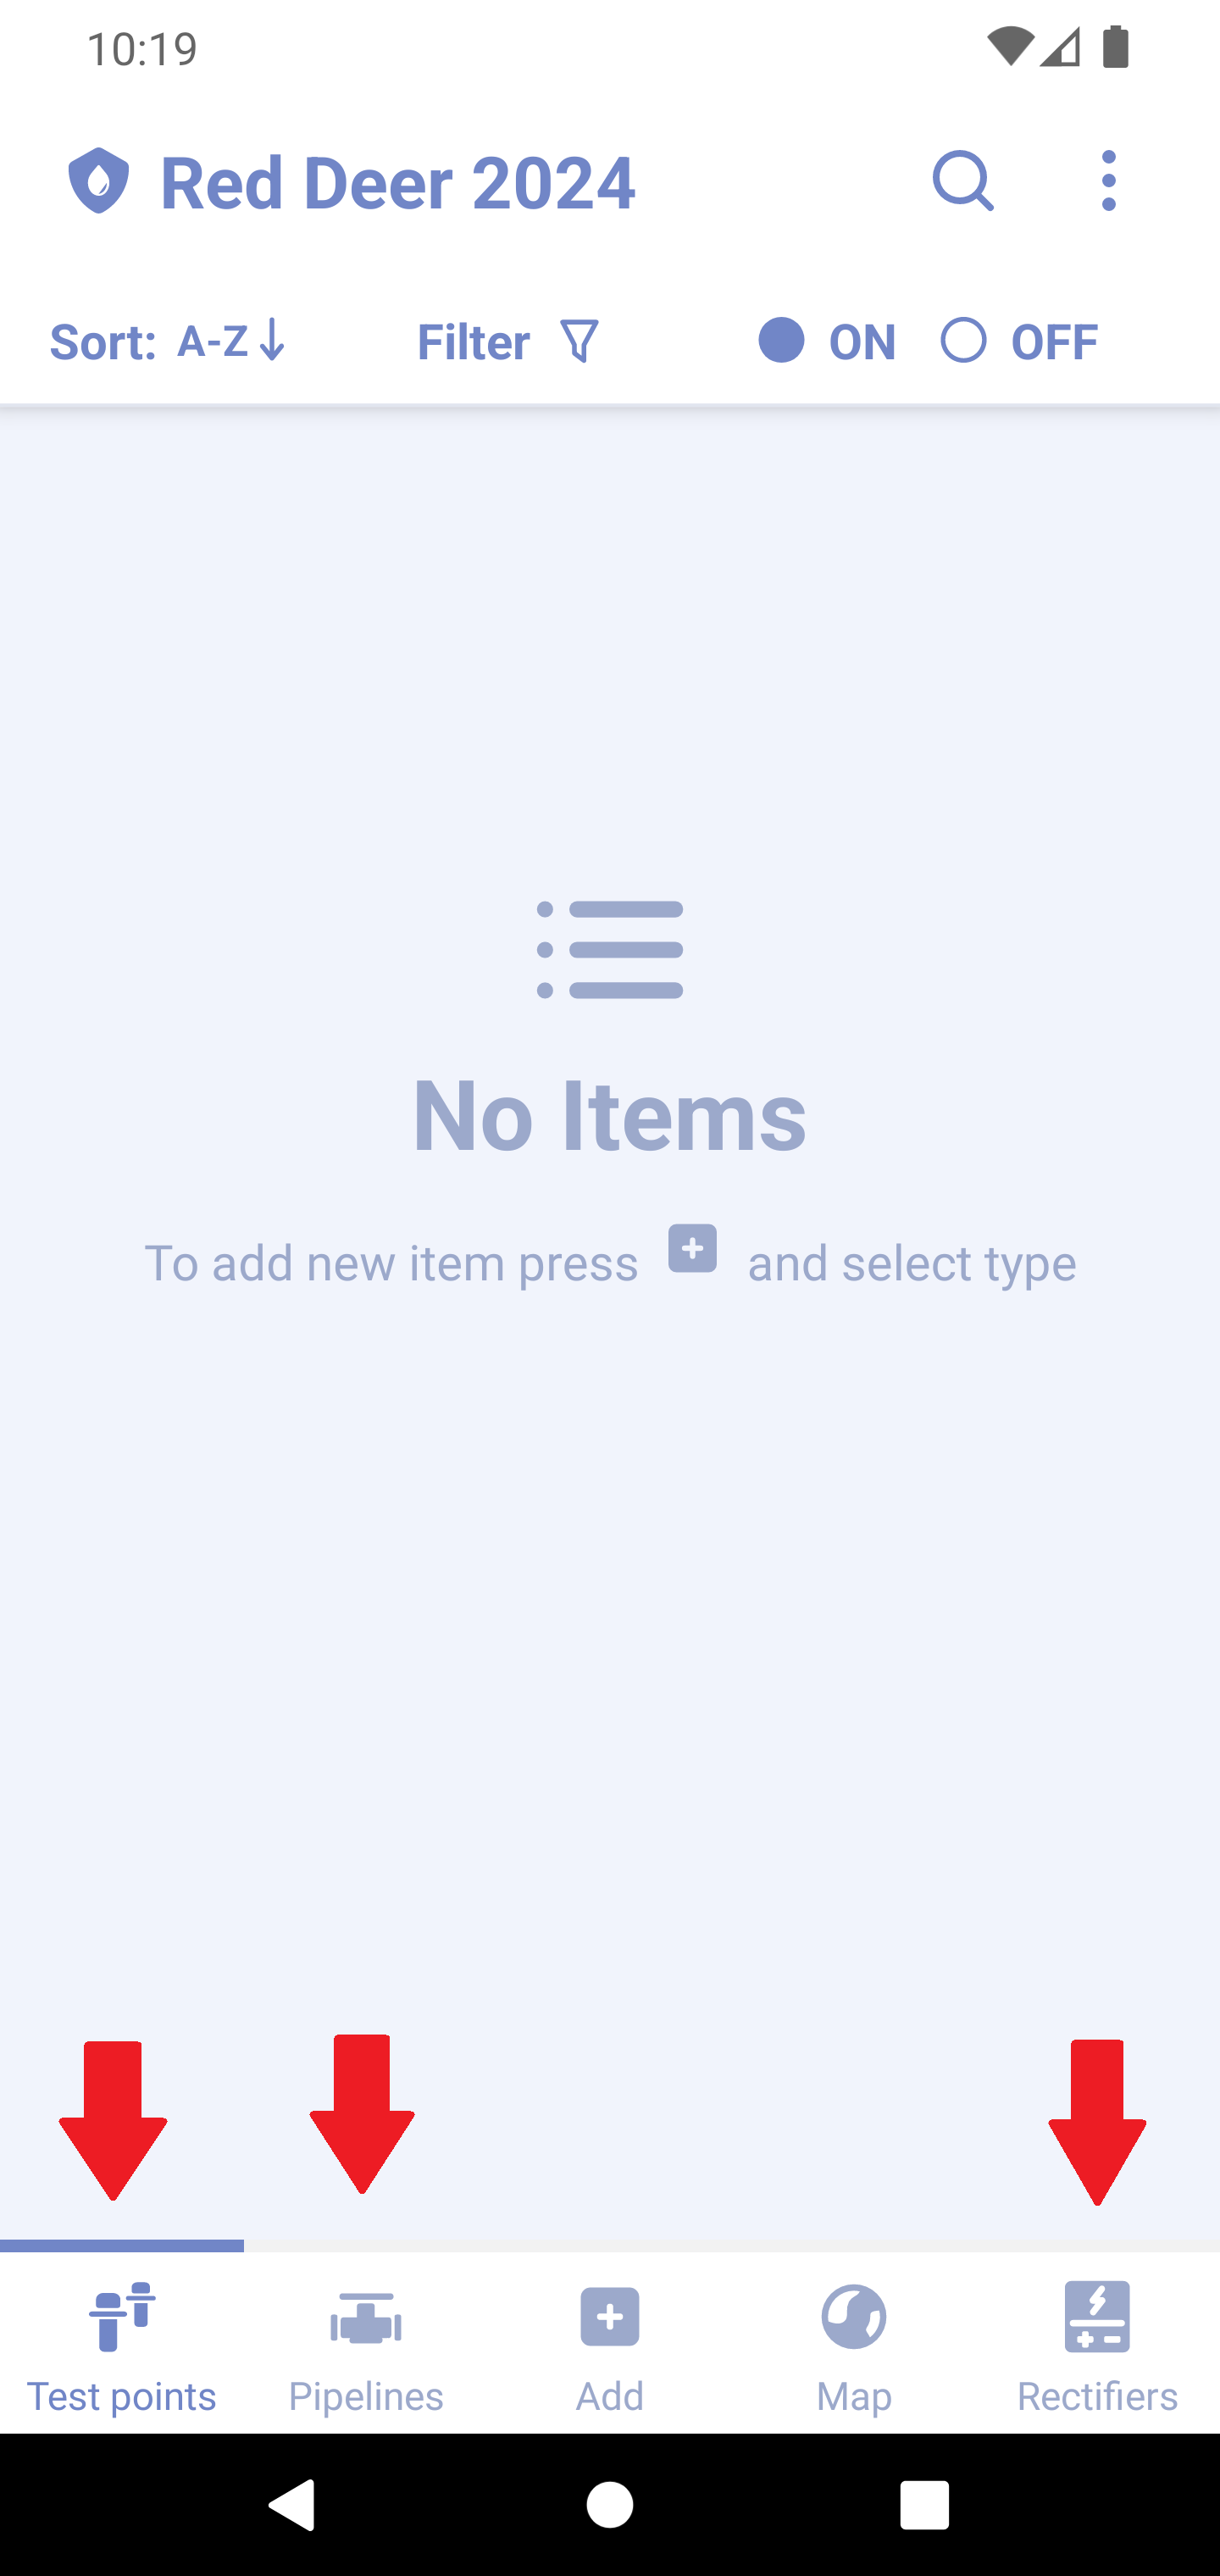 10:19
Red Deer 2024
Sort: A-Z Filter ON OFF
No Items
To add new item press and select type
Test points Pipelines Add Map Rectifiers